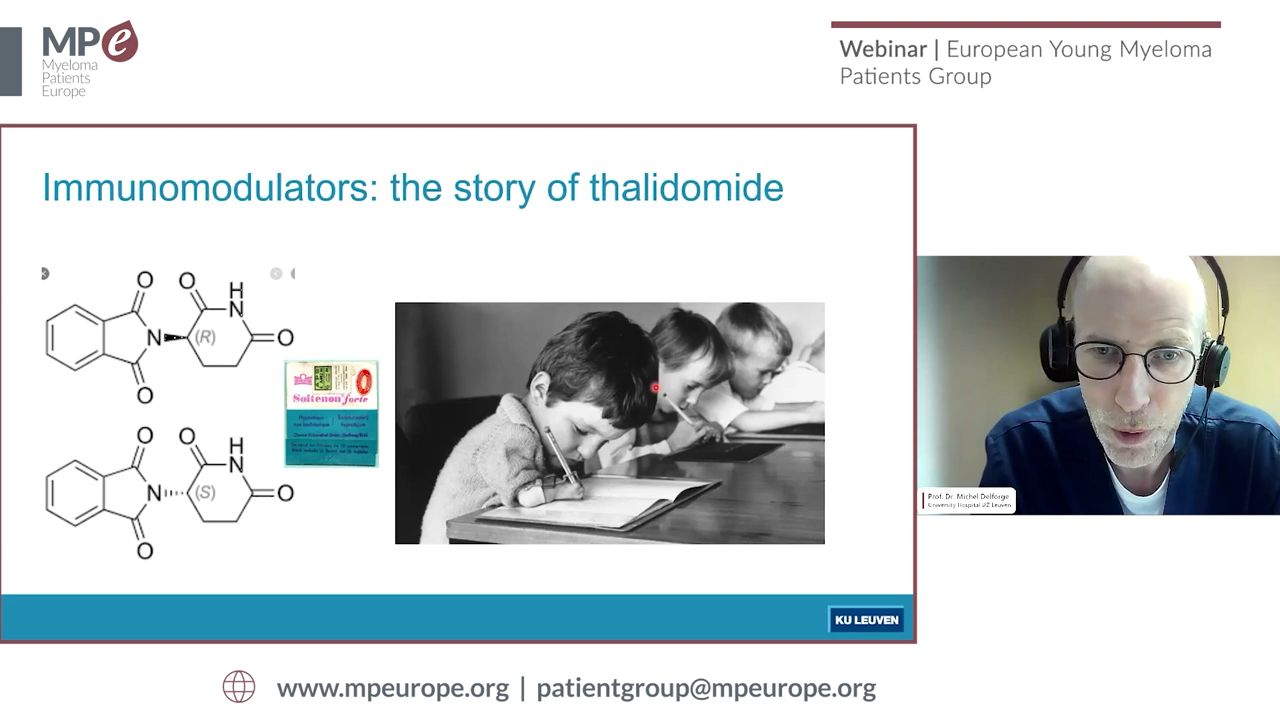 MPe
Myeloma
Patients
Europe
Webinar | European Young Myeloma
Patients Group
Immunomodulators: the story of thalidomide
O
O
H
N
N
(R)
O
O
Softenon forte
O
O
H
N
N
(S)
O
O
Prof. Dr. Michel Delforge
University Hospital UZ Leuven
KU LEUVEN
www.mpeurope.org | patientgroup@mpeurope.org